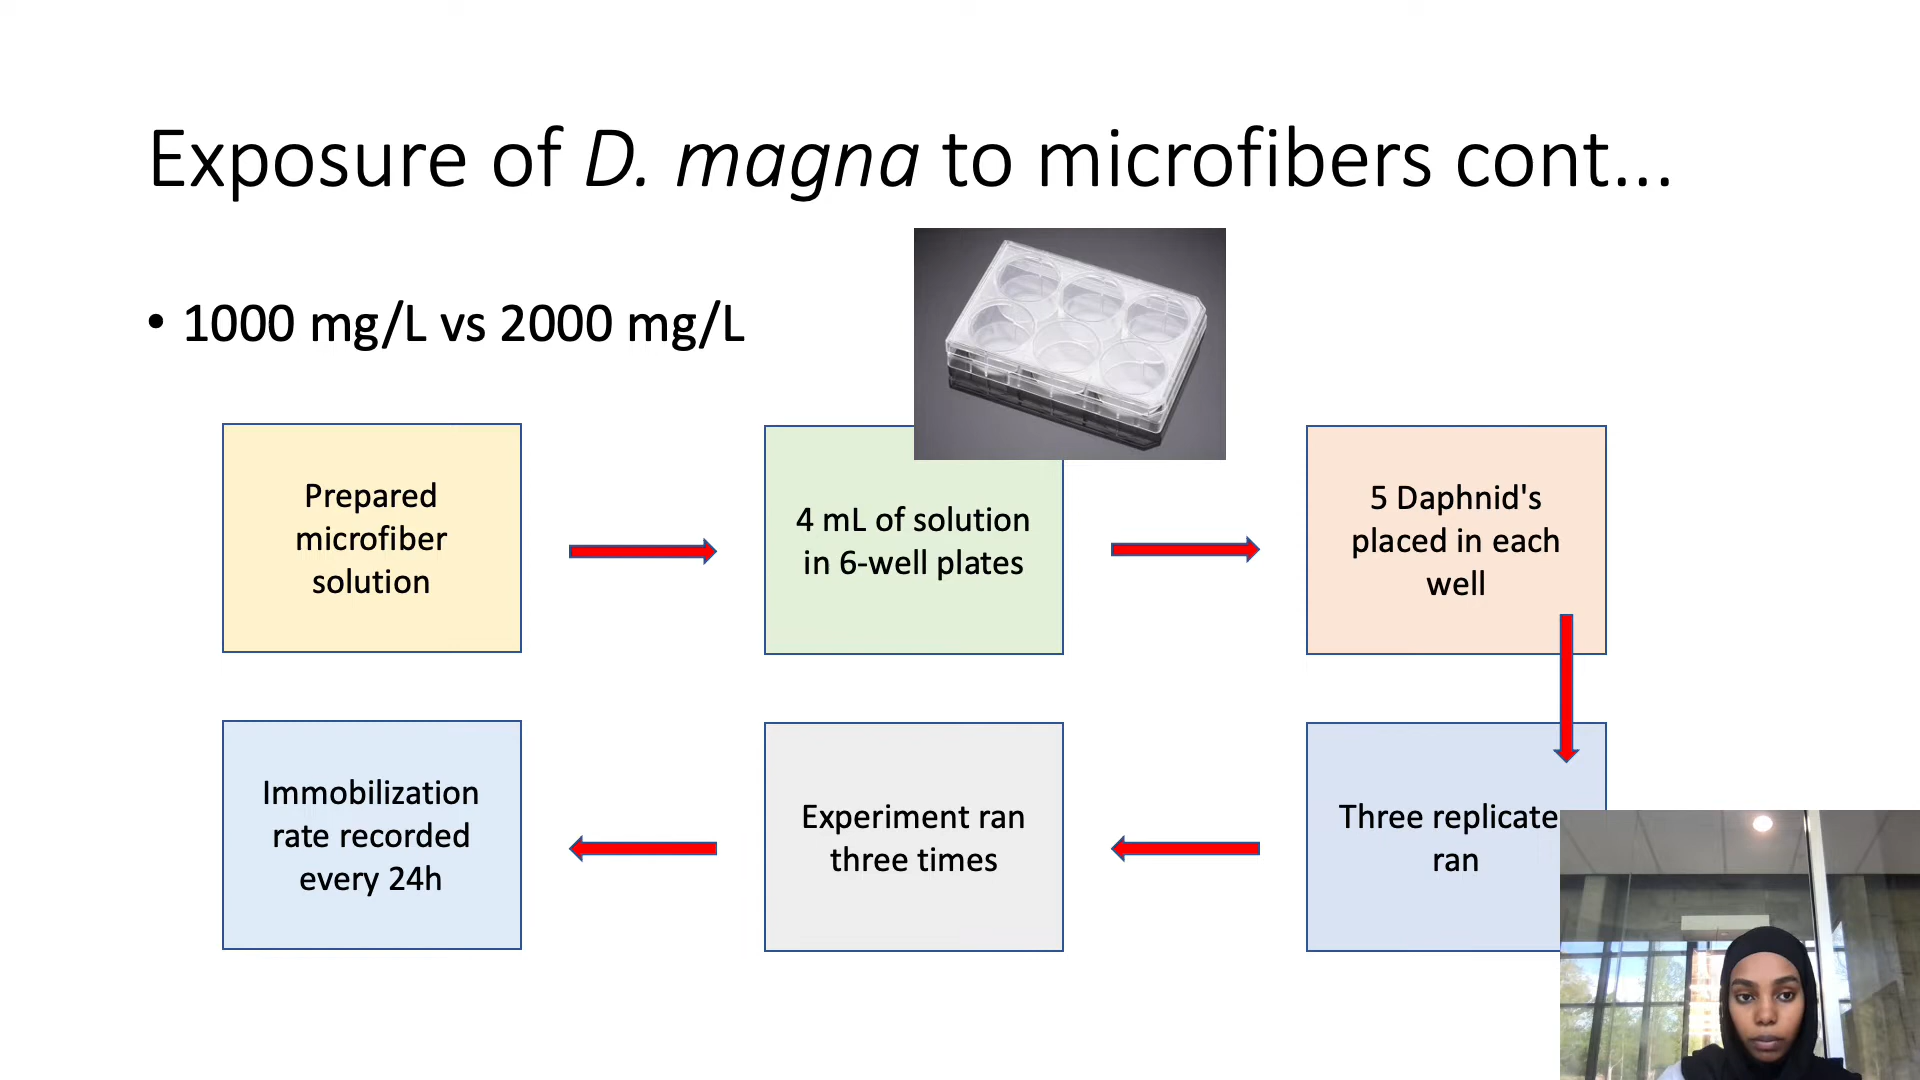 Exposure of D. magna to microfibers cont...
• 1000 mg/L vs 2000 mg/L
Prepared
microfiber
solution
4 mL of solution
in 6-well plates
5 Daphnid's
placed in each
well
Three replicate
ran
Experiment ran
three times
Immobilization
rate recorded
every 24h